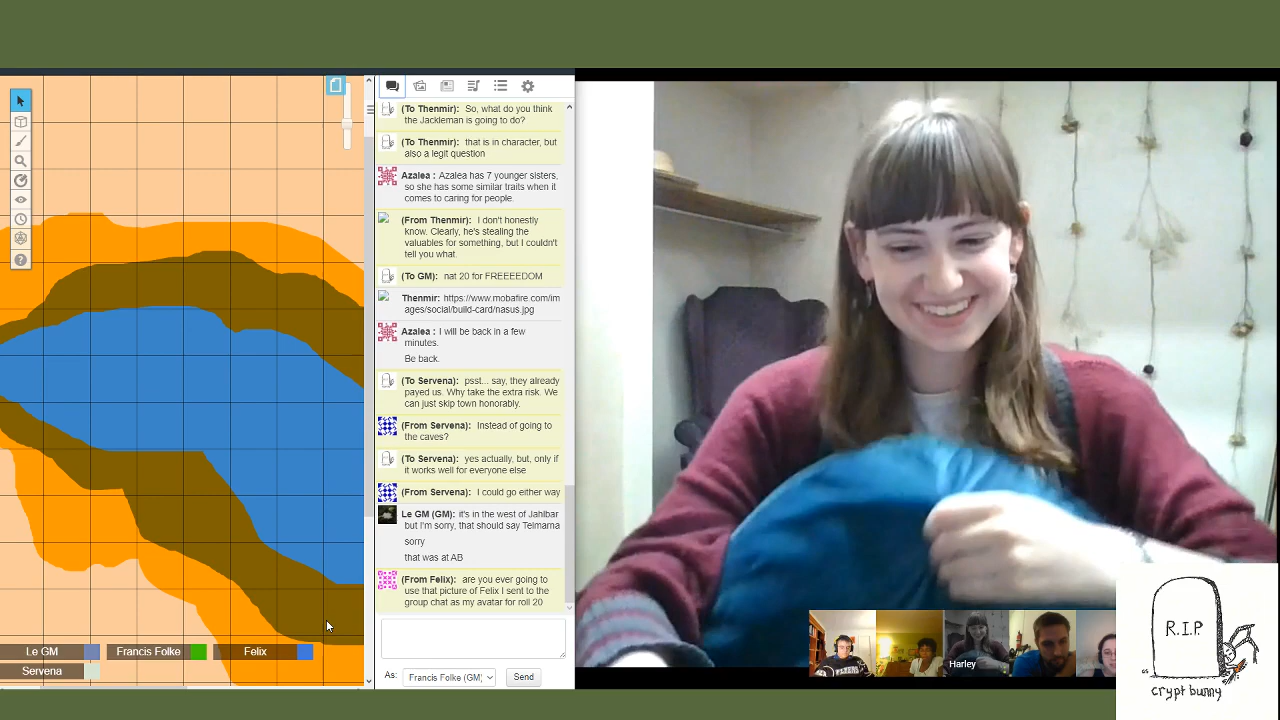 (To Thenmir): So, what do you think
the Jackleman is going to do?
(To Thenmir): that is in character, but
also a legit question
Azalea : Azalea has 7 younger sisters,
so she has some similar traits when it
comes to caring for people.
(From Thenmir): I don't honestly
know. Clearly, he's stealing the
valuables for something, but I couldn't
tell you what.
(To GM): nat 20 for FREEEEDOM
Thenmir: https://www.mobafire.com/im
ages/social/build-card/nasus.jpg
Azalea : I will be back in a few
minutes.
Be back.
(To Servena): psst... say, they already
payed us. Why take the extra risk. We
can just skip town honorably.
(From Servena): Instead of going to
the caves?
(To Servena): yes actually, but, only if
it works well for everyone else
(From Servena): I could go either way
Le GM (GM): it's in the west of Jahlbar
but I'm sorry, that should say Telmarna
sorry
that was at AB
(From Felix): are you ever going to
use that picture of Felix I sent to the
group chat as my avatar for roll 20
As: Francis Folke (GM) Send
Le GM Francis Folke Felix
Servena
Harley
R.I.P.
crypt bunny